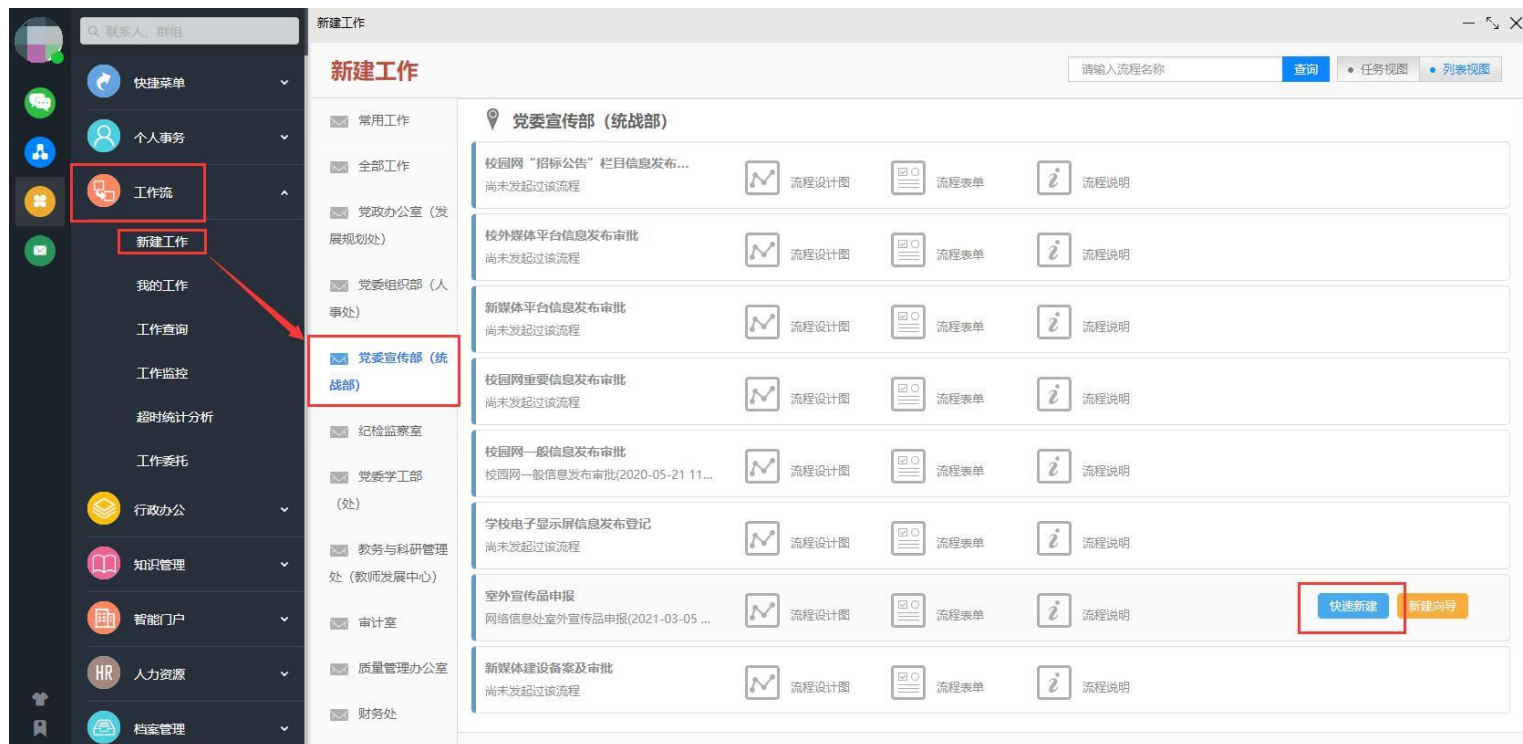 联系人、群组
快捷菜单
个人事务
工作流
新建工作
我的工作
工作查询
工作监控
超时统计分析
工作委托
行政办公
知识管理
智能门户
HR 人力资源
档案管理
新建工作
新建工作
请输入流程名称 查询 • 任务视图 • 列表视图
常用工作
全部工作
党政办公室（发
展规划处）
党委组织部（人
事处）
党委宣传部（统
战部）
纪检监察室
党委学工部
（处）
教务与科研管理
处（教师发展中心）
审计室
质量管理办公室
财务处
党委宣传部（统战部）
校园网“招标公告”栏目信息发布...
尚未发起过该流程 流程设计图 流程表单 流程说明
校外媒体平台信息发布审批
尚未发起过该流程 流程设计图 流程表单 流程说明
新媒体平台信息发布审批
尚未发起过该流程 流程设计图 流程表单 流程说明
校园网重要信息发布审批
尚未发起过该流程 流程设计图 流程表单 流程说明
校园网一般信息发布审批
校园网一般信息发布审批(2020-05-21 11... 流程设计图 流程表单 流程说明
学校电子显示屏信息发布登记
尚未发起过该流程 流程设计图 流程表单 流程说明
室外宣传品申报
网络信息处室外宣传品申报(2021-03-05 ... 流程设计图 流程表单 流程说明 快速新建 新建向导
新媒体建设备案及审批
尚未发起过该流程 流程设计图 流程表单 流程说明